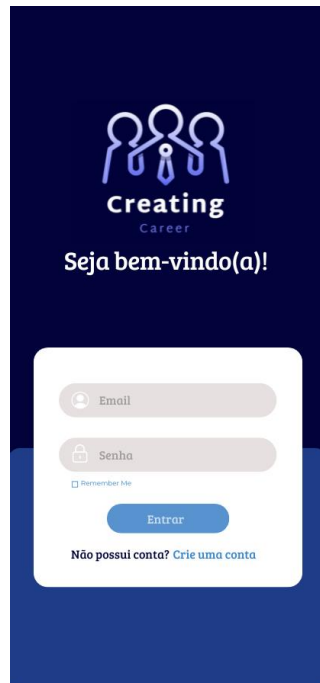 Creating
Career
Seja bem-vindo(a)!
Email
Senha
Remember Me
Entrar
Não possui conta? Crie uma conta